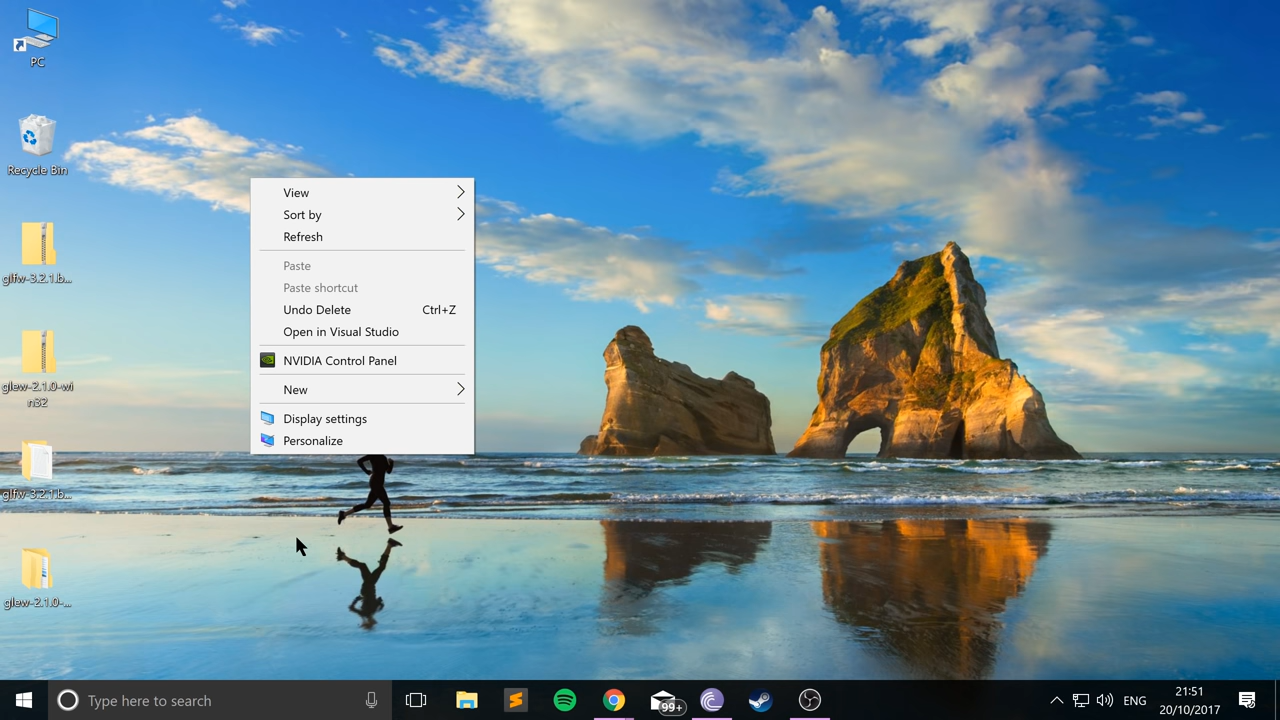 PC
Recycle Bin
glfw-3.2.1.b...
glew-2.1.0-wi
n32
glfw-3.2.1.b...
glew-2.1.0-...
View
Sort by
Refresh
Paste
Paste shortcut
Undo Delete Ctrl+Z
Open in Visual Studio
NVIDIA Control Panel
New
Display settings
Personalize
Type here to search
99+
ENG
21:51
20/10/2017